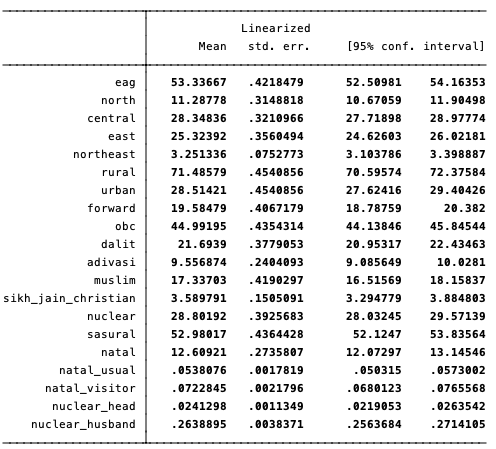 Linearized
Mean std. err. [95% conf. interval]
eag 53.33667 .4218479 52.50981 54.16353
north 11.28778 .3148818 10.67059 11.90498
central 28.34836 .3210966 27.71898 28.97774
east 25.32392 .3560494 24.62603 26.02181
northeast 3.251336 .0752773 3.103786 3.398887
rural 71.48579 .4540856 70.59574 72.37584
urban 28.51421 .4540856 27.62416 29.40426
forward 19.58479 .4067179 18.78759 20.382
obc 44.99195 .4354314 44.13846 45.84544
dalit 21.6939 .3779053 20.95317 22.43463
adivasi 9.556874 .2404093 9.085649 10.0281
muslim 17.33703 .4190297 16.51569 18.15837
sikh_jain_christian 3.589791 .1505091 3.294779 3.884803
nuclear 28.80192 .3925683 28.03245 29.57139
sasural 52.98017 .4364428 52.1247 53.83564
natal 12.60921 .2735807 12.07297 13.14546
natal_usual .0538076 .0017819 .050315 .0573002
natal_visitor .0722845 .0021796 .0680123 .0765568
nuclear_head .0241298 .0011349 .0219053 .0263542
nuclear_husband .2638895 .0038371 .2563684 .2714105